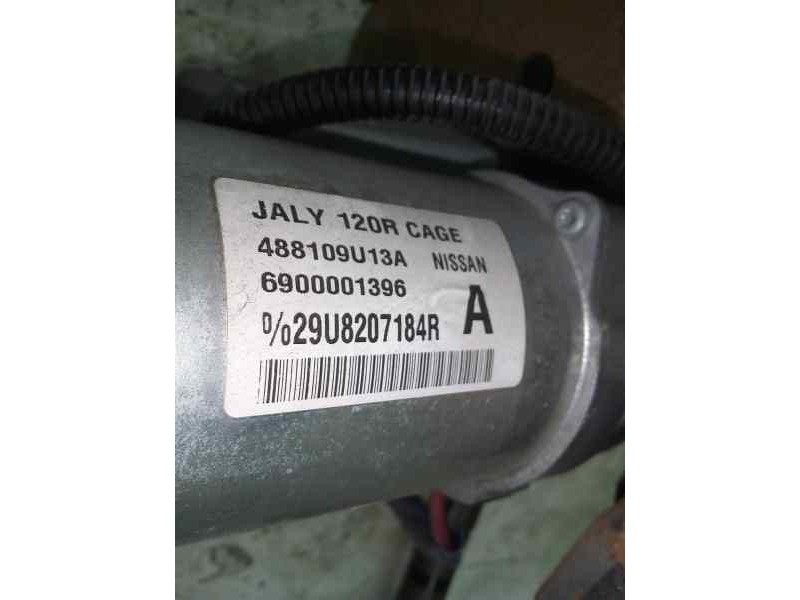 JALY 120R CAGE
488109U13A NISSAN
6900001396
%29U8207184R A